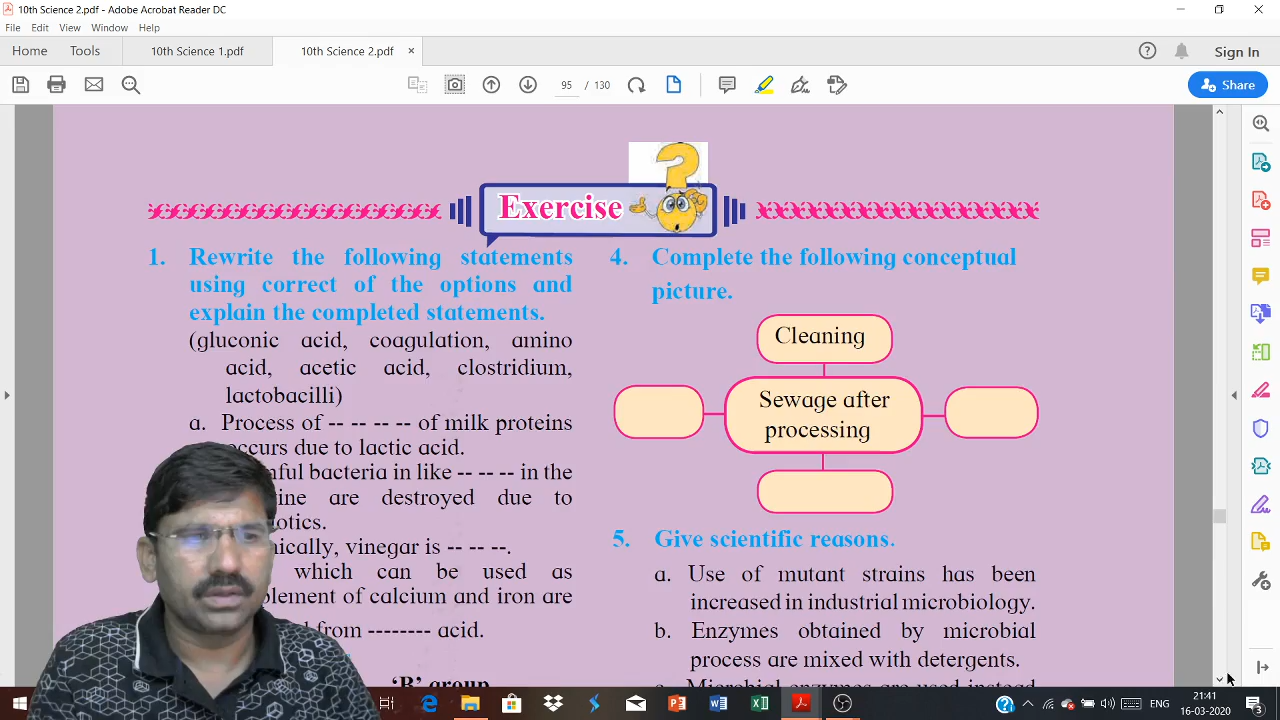 10th Science 2.pdf - Adobe Acrobat Reader DC
File Edit View Window Help
Home Tools 10th Science 1.pdf 10th Science 2.pdf × Sign In
95 / 130 Share
Exercise
1. Rewrite the following statements
using correct of the options and
explain the completed statements.
(gluconic acid, coagulation, amino
acid, acetic acid, clostridium,
lactobacilli)
a. Process of -- -- -- -- of milk proteins
occurs due to lactic acid.
bacteria in like -- -- -- in the
are destroyed due to
vinegar is -- -- --.
which can be used as
of calcium and iron are
from -------- acid.
'B' group
4. Complete the following conceptual
picture.
Cleaning
Sewage after
processing
5. Give scientific reasons.
a. Use of mutant strains has been
increased in industrial microbiology.
b. Enzymes obtained by microbial
process are mixed with detergents.
Microbial enzymes are used instead
ENG 21:41
16-03-2020
3